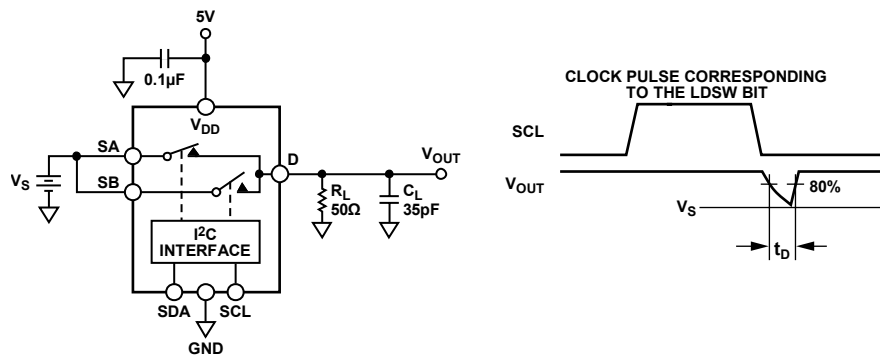 5V
0.1µF
VDD
SA
SB
VS
D
VOUT
RL
50Ω
CL
35pF
I2C
INTERFACE
SDA
SCL
GND
CLOCK PULSE CORRESPONDING
TO THE LDSW BIT
SCL
VOUT
80%
VS
tD